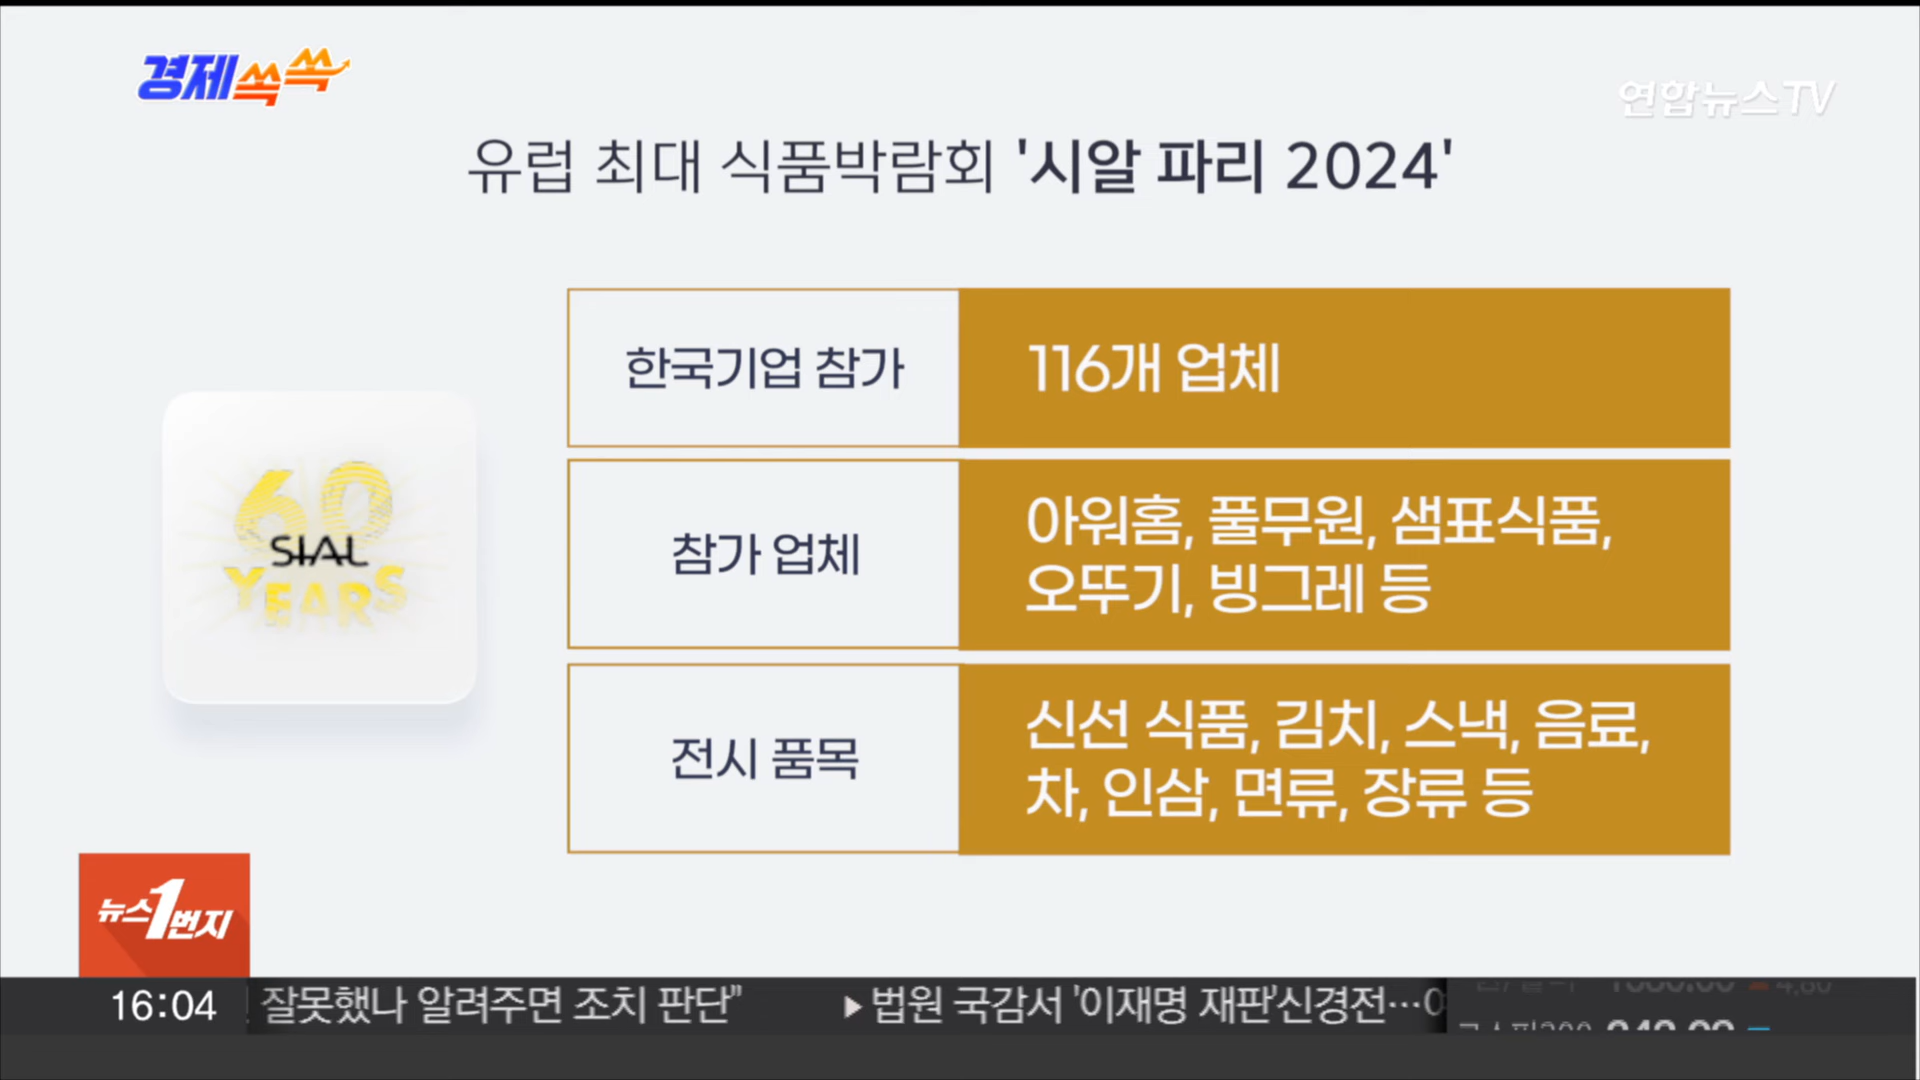 경제쏙쏙
연합뉴스TV
유럽 최대 식품박람회 '시알 파리 2024'
한국기업 참가
116개 업체
60
SIAL
YEARS
참가 업체
아워홈, 풀무원, 샘표식품,
오뚜기, 빙그레 등
전시 품목
신선 식품, 김치, 스낵, 음료,
차, 인삼, 면류, 장류 등
뉴스1번지
16:04
잘못했나 알려주면 조치 판단"
▶법원 국감서 '이재명 재판'신경전…